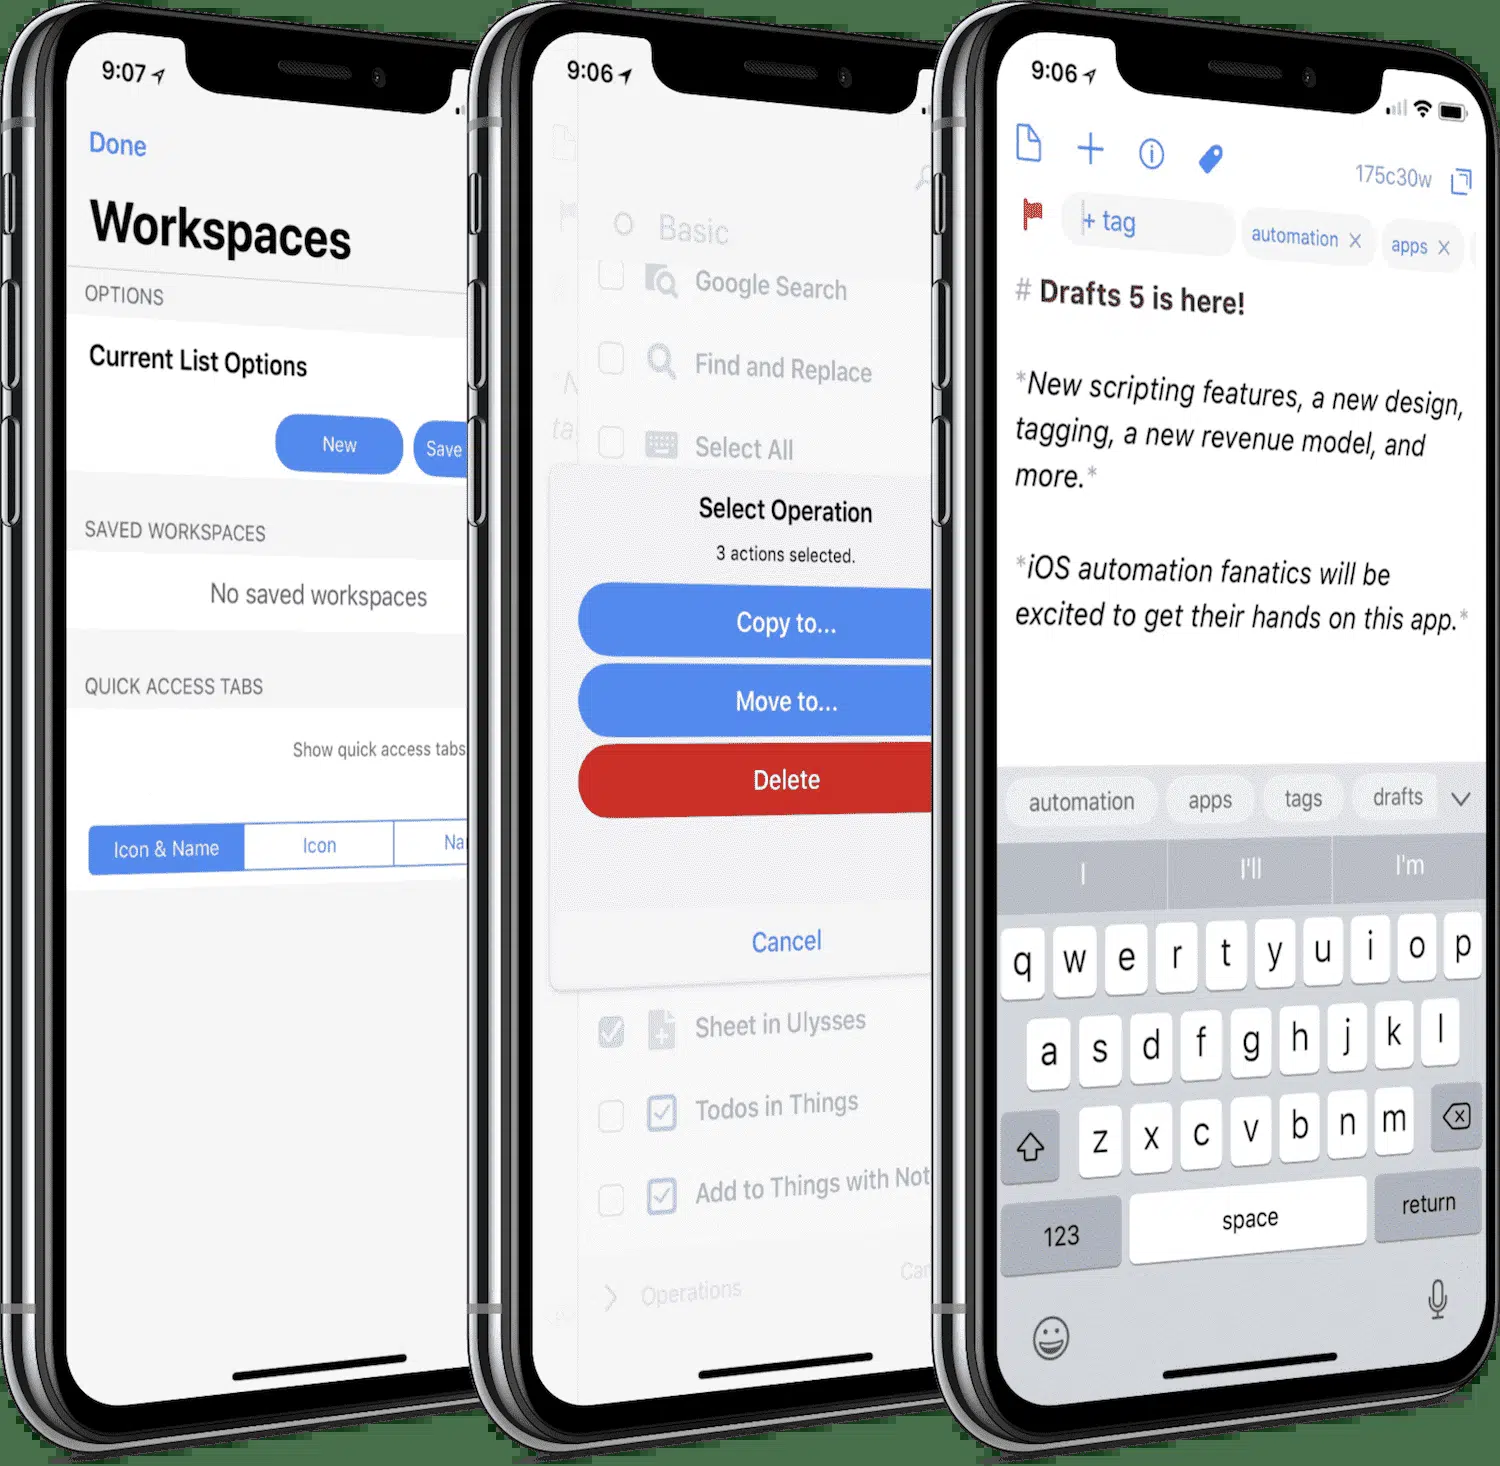 9:07
Done
Workspaces
OPTIONS
Current List Options
New
Save
SAVED WORKSPACES
No saved workspaces
QUICK ACCESS TABS
Show quick access tabs
Icon & Name
Icon
Na
9:06
Basic
Google Search
Find and Replace
Select All
Select Operation
3 actions selected.
Copy to...
Move to...
Delete
Cancel
Sheet in Ulysses
Todos in Things
Add to Things with Not
Operations
Can
9:06
175c30w
+ tag
automation ×
apps ×
# Drafts 5 is here!
*New scripting features, a new design,
tagging, a new revenue model, and
more.*
*iOS automation fanatics will be
excited to get their hands on this app.*
automation apps tags drafts
I I'll I'm
q w e r t y u i o p
a s d f g h j k l
z x c v b n m
123 space return